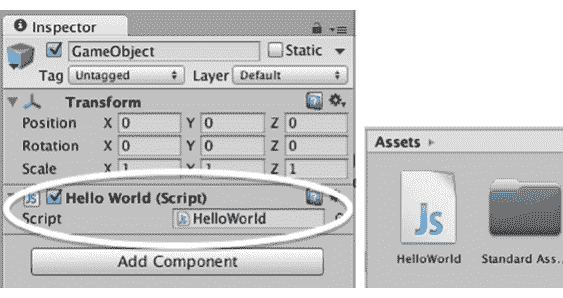 Inspector
GameObject Static
Tag Untagged Layer Default
Transform
Position X 0 Y 0 Z 0
Rotation X 0 Y 0 Z 0
Scale X 1 Y 1 Z 1
JS Hello World (Script)
Script HelloWorld
Add Component
Assets
Js
HelloWorld Standard Ass..